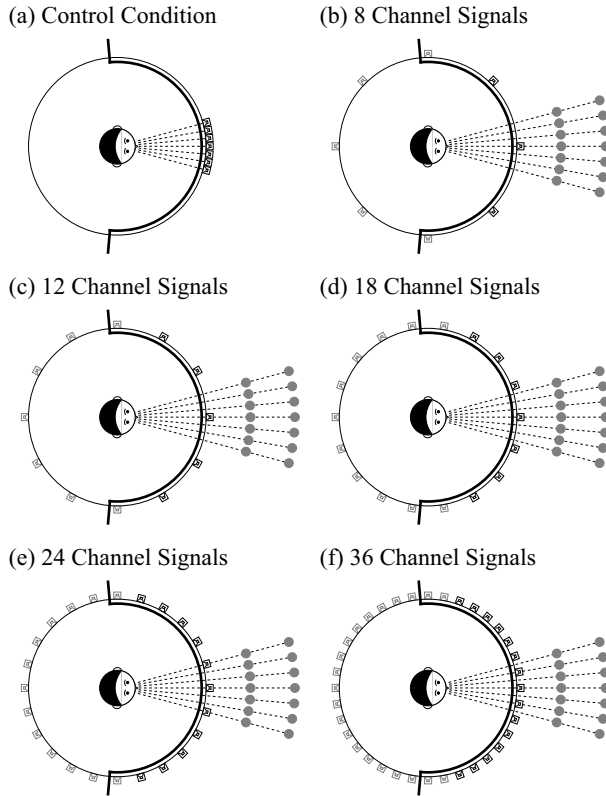 (a) Control Condition
(b) 8 Channel Signals
(c) 12 Channel Signals
(d) 18 Channel Signals
(e) 24 Channel Signals
(f) 36 Channel Signals